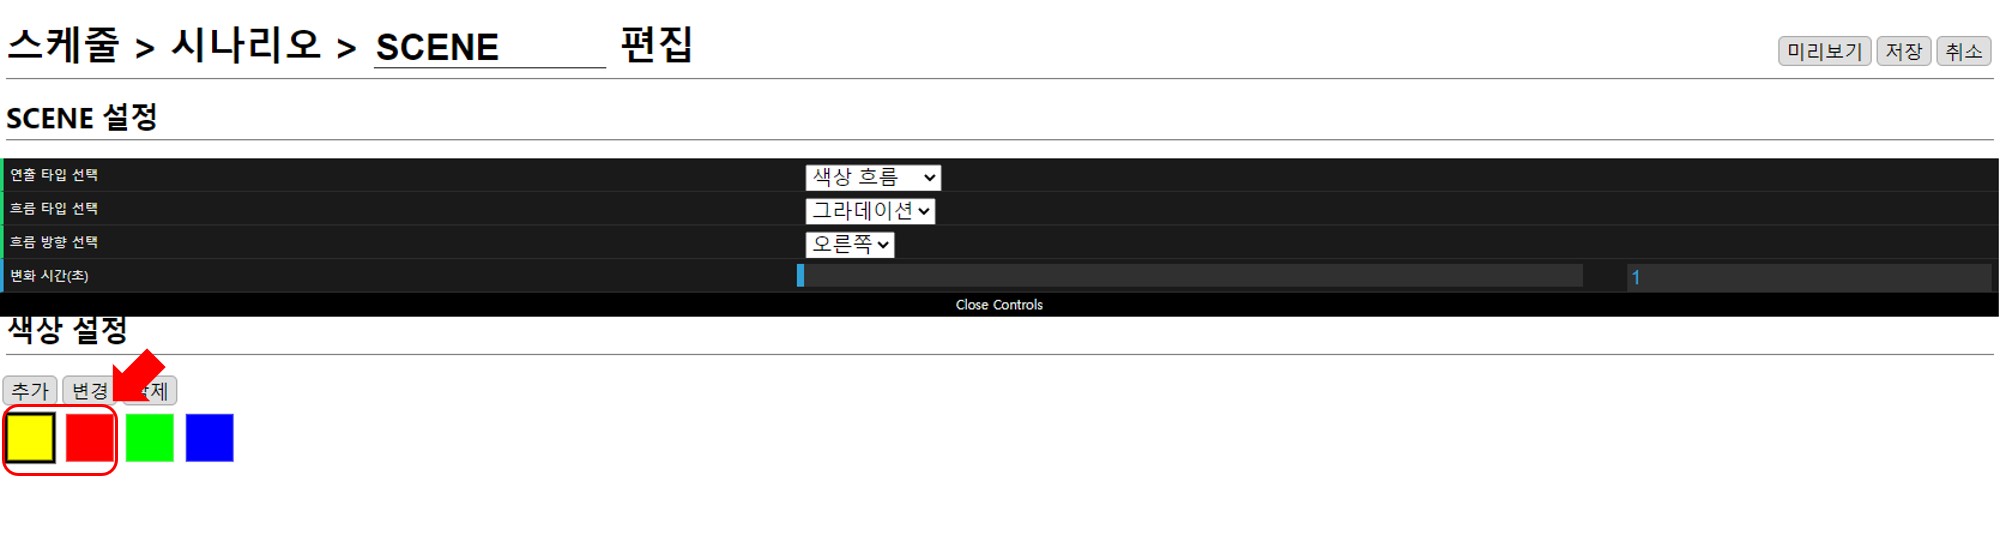 스케줄 > 시나리오 > SCENE 편집
미리보기 저장 취소
SCENE 설정
연출 타입 선택 색상 흐름
흐름 타입 선택 그라데이션
흐름 방향 선택 오른쪽
변화 시간(초) 1
Close Controls
색상 설정
추가 변경 제